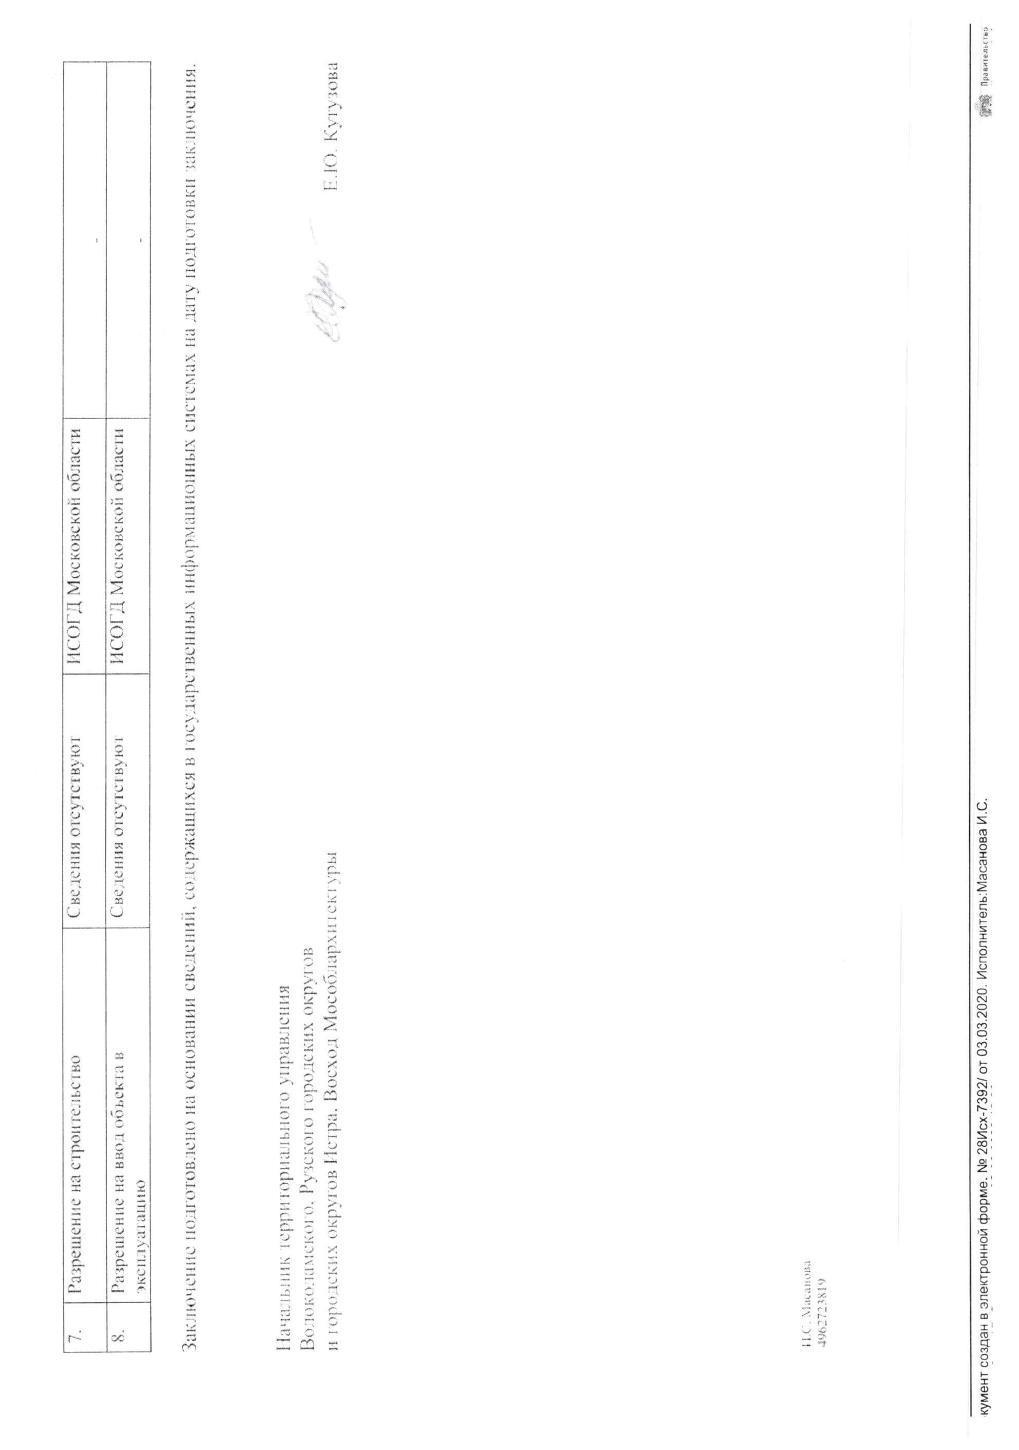 7. Разрешение на строительство Сведения отсутствуют ИСОГД Московской области -
8. Разрешение на ввод объекта в Сведения отсутствуют ИСОГД Московской области -
эксплуатацию
Заключение подготовлено на основании сведений, содержащихся в государственных информационных системах на дату подготовки заключения.
Начальник территориального управления
Волоколамского, Рузского городских округов
и городских округов Истра, Восход Мособлархитектуры Е.Ю. Кутузова
И.С. Масанова
4962723819
кумент создан в электронной форме. № 28Исх-7392/ от 03.03.2020. Исполнитель:Масанова И.С.
Правительство